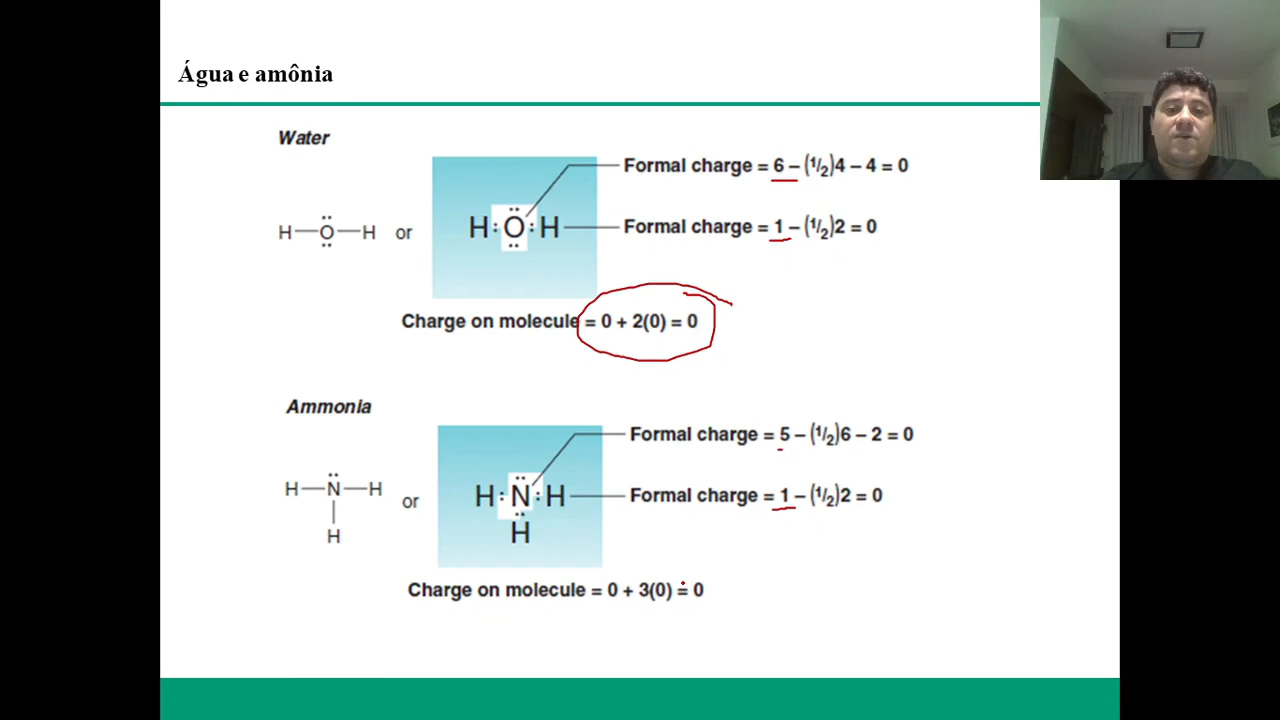 Água e amônia
Water
Formal charge = 6 – (1/2)4 – 4 = 0
H—O—H or H:O:H
Formal charge = 1 – (1/2)2 = 0
Charge on molecule = 0 + 2(0) = 0
Ammonia
Formal charge = 5 – (1/2)6 – 2 = 0
H—N—H or H:N:H
Formal charge = 1 – (1/2)2 = 0
H H
Charge on molecule = 0 + 3(0) = 0